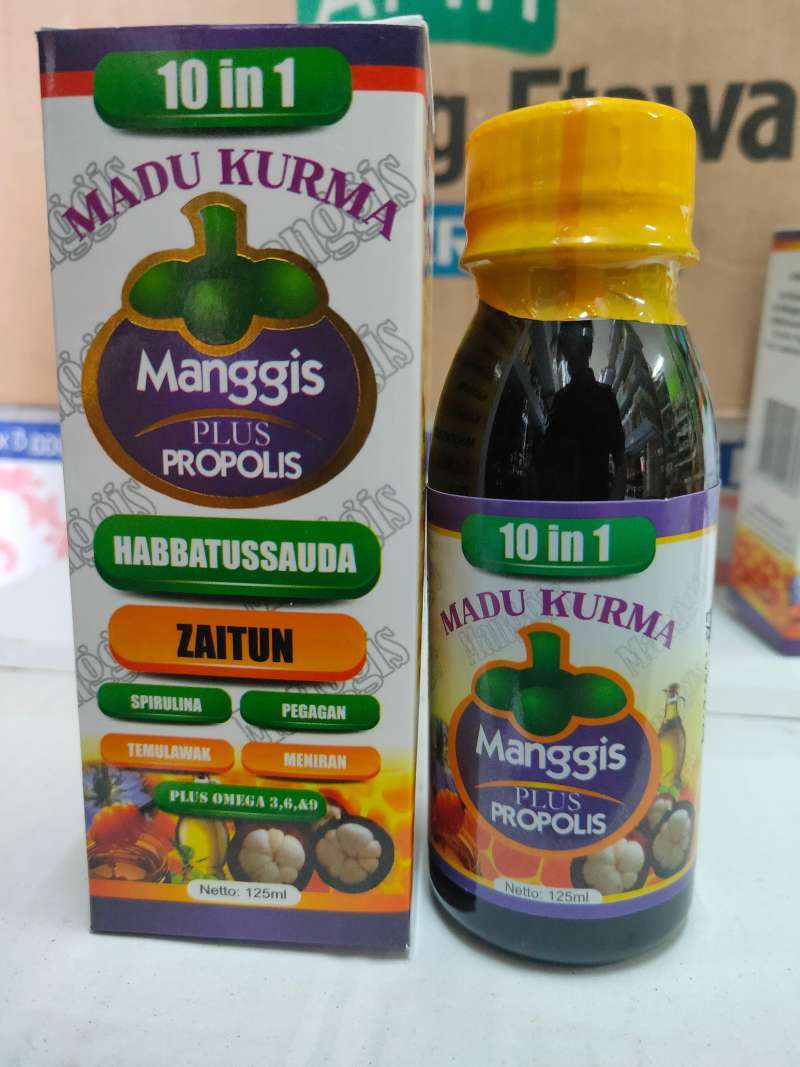 10 in 1
MADU KURMA
Manggis
PLUS
PROPOLIS
HABBATUSSAUDA
ZAITUN
SPIRULINA
PEGAGAN
TEMULAWAK
MENIRAN
PLUS OMEGA 3,6,&9
Netto: 125ml
10 in 1
MADU KURMA
Manggis
PLUS
PROPOLIS
Netto: 125ml
Etawa